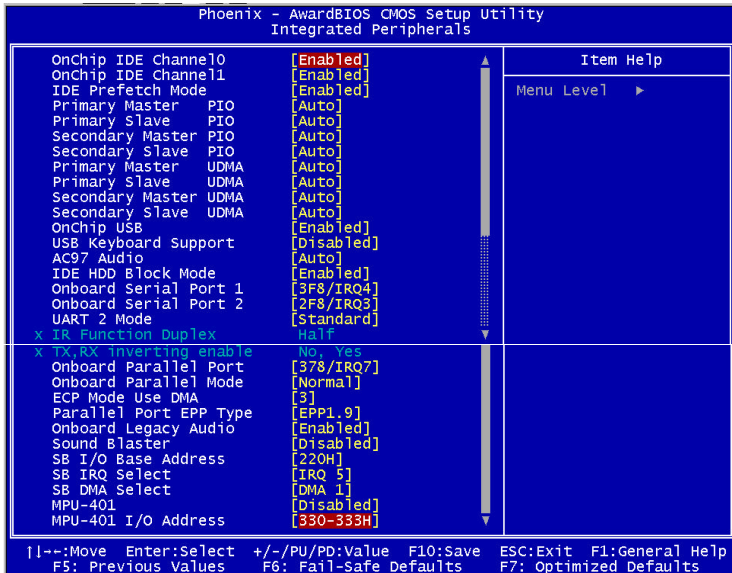 Phoenix - AwardBIOS CMOS Setup Utility
Integrated Peripherals
OnChip IDE Channel0 [Enabled]
OnChip IDE Channel1 [Enabled]
IDE Prefetch Mode [Enabled]
Primary Master PIO [Auto]
Primary Slave PIO [Auto]
Secondary Master PIO [Auto]
Secondary Slave PIO [Auto]
Primary Master UDMA [Auto]
Primary Slave UDMA [Auto]
Secondary Master UDMA [Auto]
Secondary Slave UDMA [Auto]
OnChip USB [Enabled]
USB Keyboard Support [Disabled]
AC97 Audio [Auto]
IDE HDD Block Mode [Enabled]
Onboard Serial Port 1 [3F8/IRQ4]
Onboard Serial Port 2 [2F8/IRQ3]
UART 2 Mode [Standard]
x IR Function Duplex Half
x TX,RX inverting enable No, Yes
Onboard Parallel Port [378/IRQ7]
Onboard Parallel Mode [Normal]
ECP Mode Use DMA [3]
Parallel Port EPP Type [EPP1.9]
Onboard Legacy Audio [Enabled]
Sound Blaster [Disabled]
SB I/O Base Address [220H]
SB IRQ Select [IRQ 5]
SB DMA Select [DMA 1]
MPU-401 [Disabled]
MPU-401 I/O Address [330-333H]
Item Help
Menu Level ►
↑↓→←:Move Enter:Select +/-/PU/PD:Value F10:Save ESC:Exit F1:General Help
F5: Previous Values F6: Fail-Safe Defaults F7: Optimized Defaults